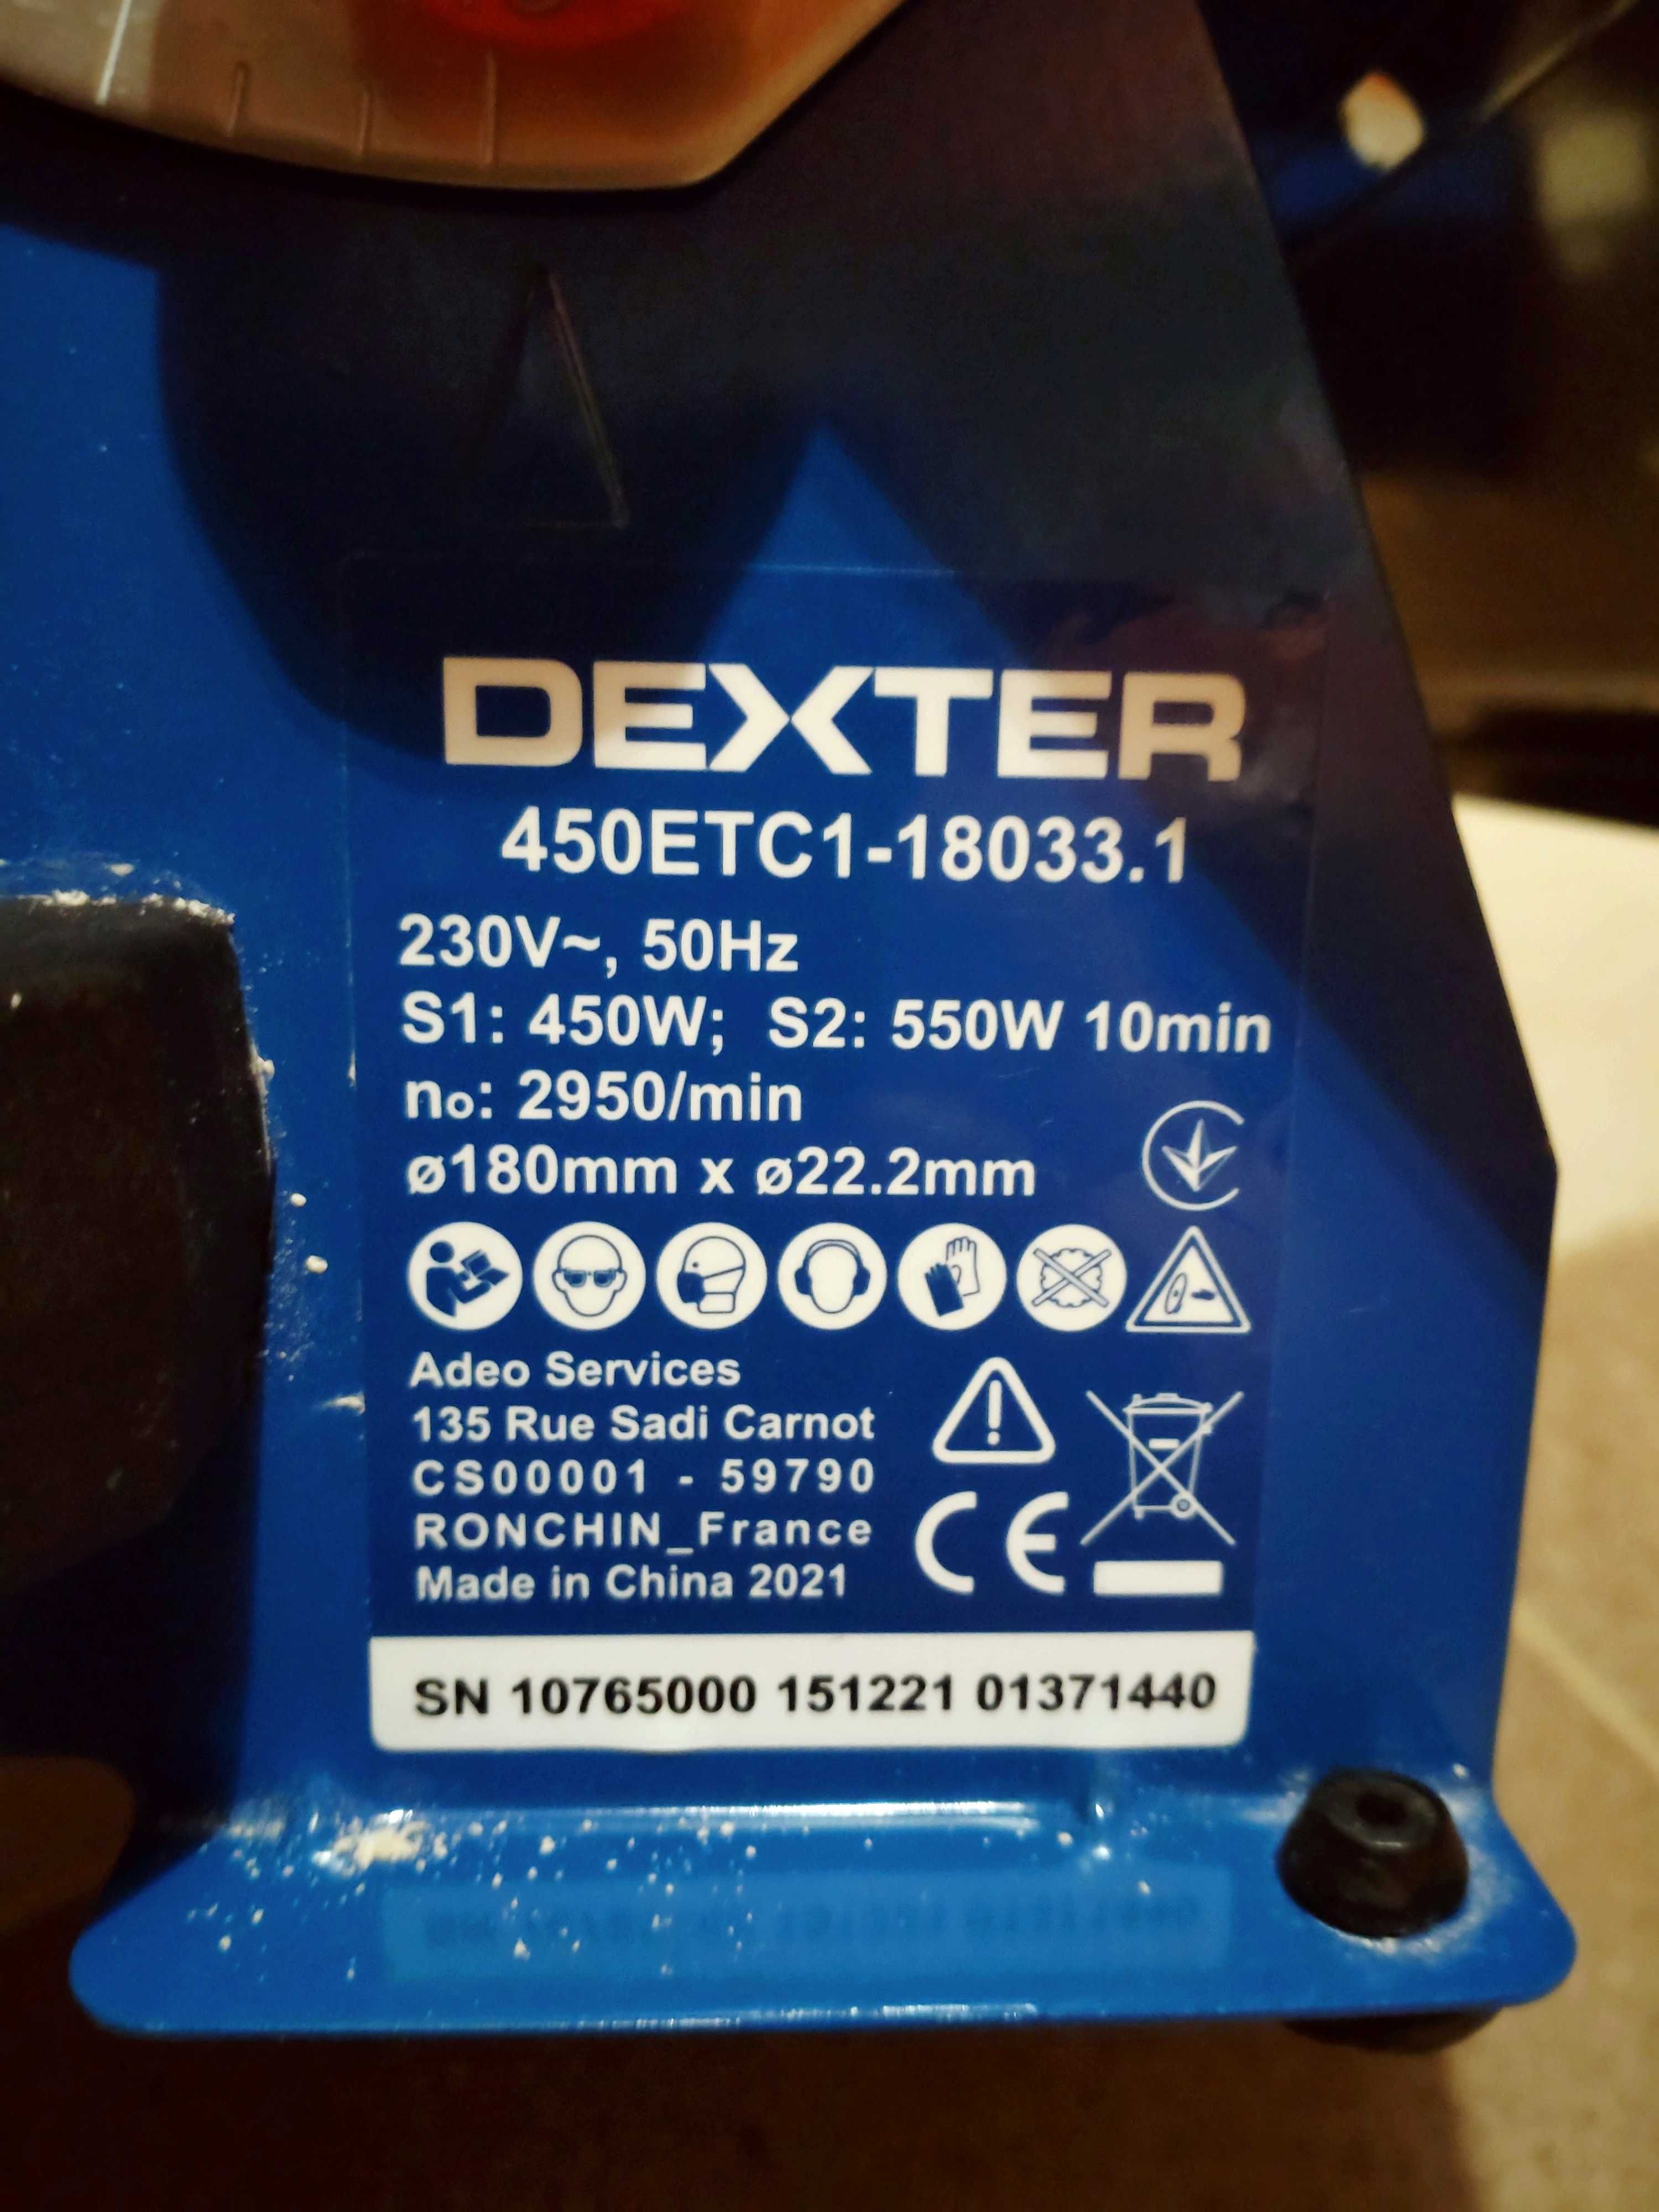 DEXTER
450ETC1-18033.1
230V~, 50Hz
S1: 450W; S2: 550W 10min
no: 2950/min
ø180mm x ø22.2mm
Adeo Services
135 Rue Sadi Carnot
CS00001 - 59790
RONCHIN_France
Made in China 2021
CE
SN 10765000 151221 01371440